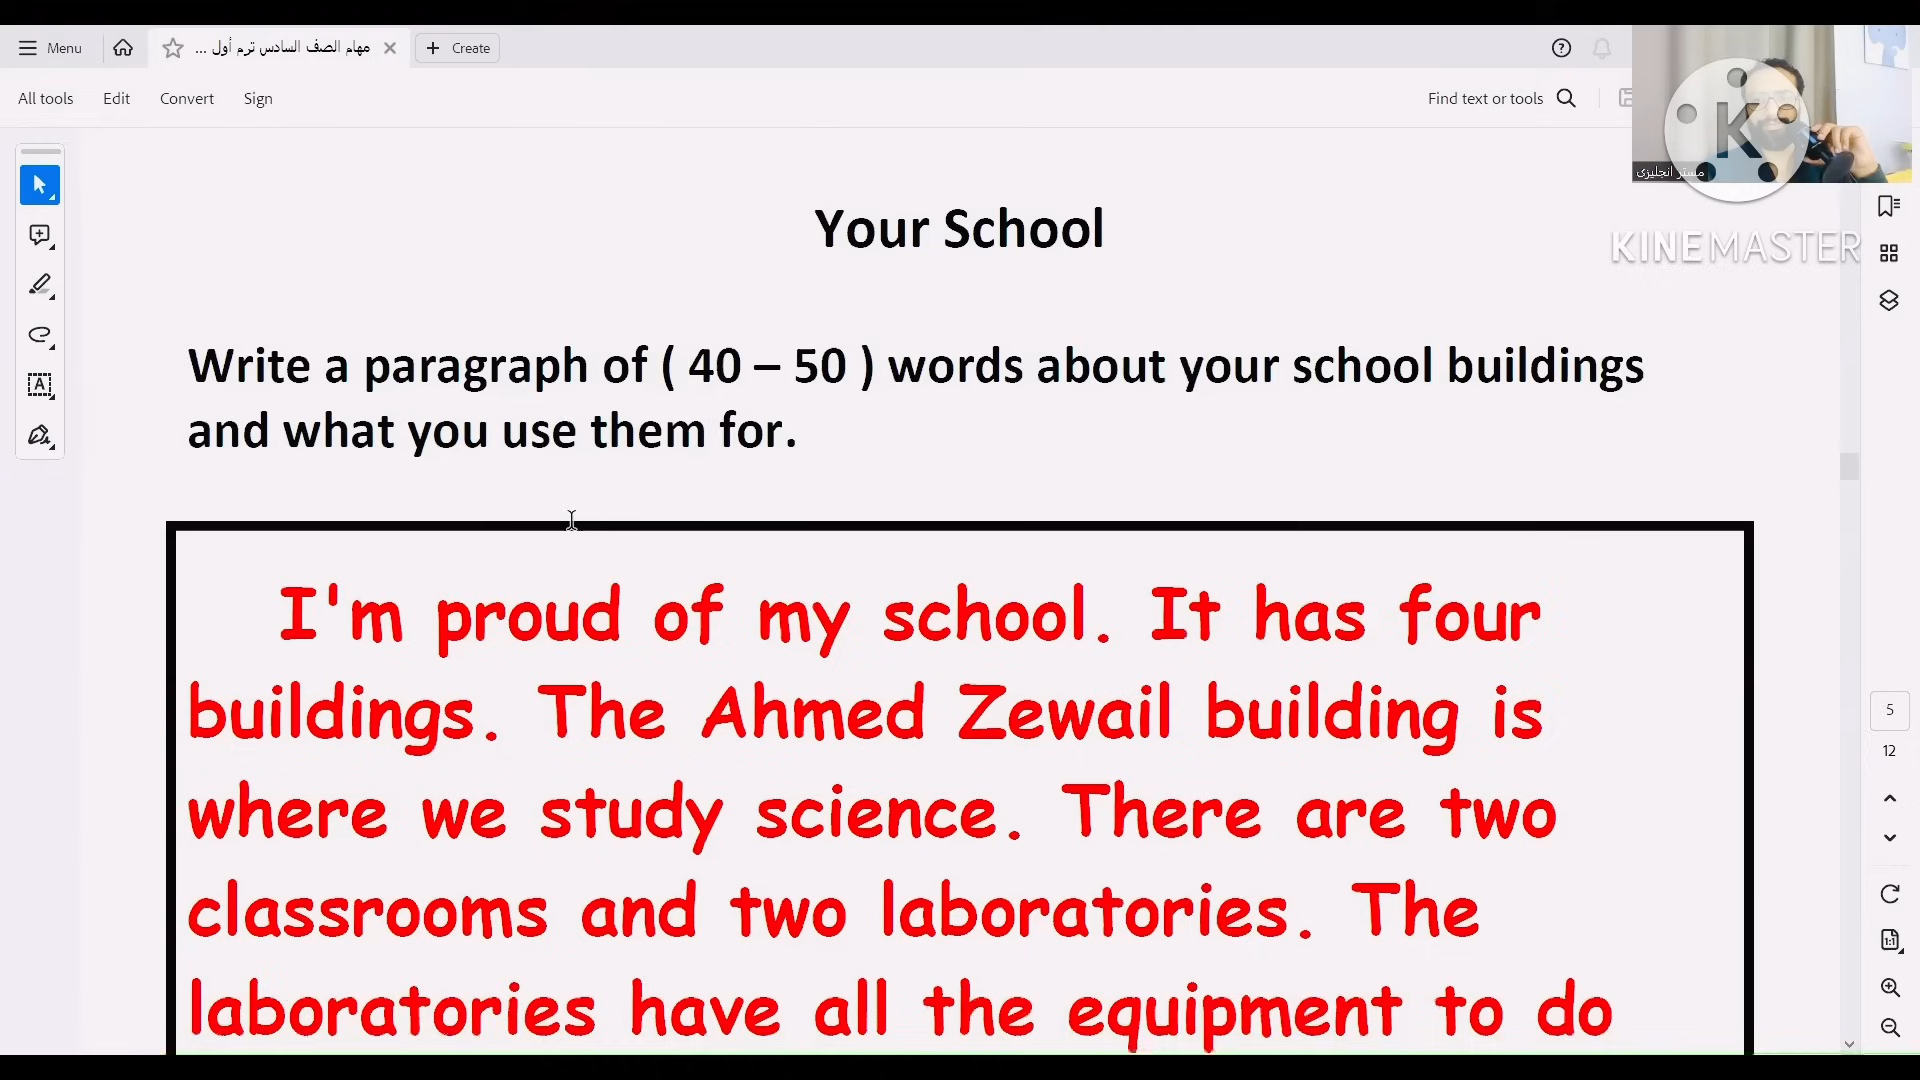 Menu
مهام الصف السادس ترم أول ...
Create
All tools
Edit
Convert
Sign
Find text or tools
مستر انجليزى
K
KINEMASTER
Your School
Write a paragraph of ( 40 – 50 ) words about your school buildings
and what you use them for.
I'm proud of my school. It has four
buildings. The Ahmed Zewail building is
where we study science. There are two
classrooms and two laboratories. The
laboratories have all the equipment to do
5
12